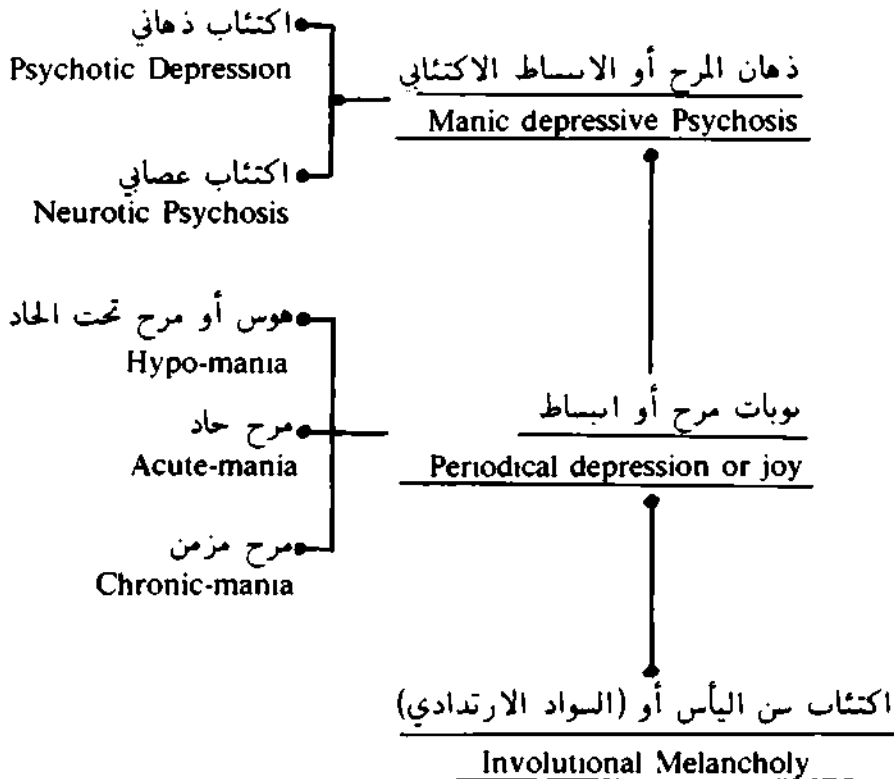 ذهان المرح أو الاسساط الاكتئابي
Manic depressive Psychosis
اكتئاب ذهاني
Psychotic Depression
اكتئاب عصابي
Neurotic Psychosis
نوبات مرح أو انبساط
Periodical depression or joy
هوس أو مرح تحت الحاد
Hypo-mania
مرح حاد
Acute-mania
مرح مزمن
Chronic-mania
اكتئاب سن اليأس أو (السواد الارتدادي)
Involutional Melancholy